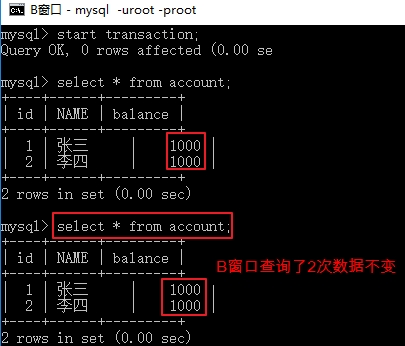 B窗口 - mysql  -uroot -proot
mysql> start transaction;
Query OK, 0 rows affected (0.00 se
mysql> select * from account;
+----+------+---------+
| id | NAME | balance |
+----+------+---------+
|  1 | 张三   |    1000 |
|  2 | 李四   |    1000 |
+----+------+---------+
2 rows in set (0.00 sec)
mysql> select * from account;
+----+------+---------+
| id | NAME | balance |
+----+------+---------+
|  1 | 张三   |    1000 |
|  2 | 李四   |    1000 |
+----+------+---------+
B窗口查询了2次数据不变
2 rows in set (0.00 sec)